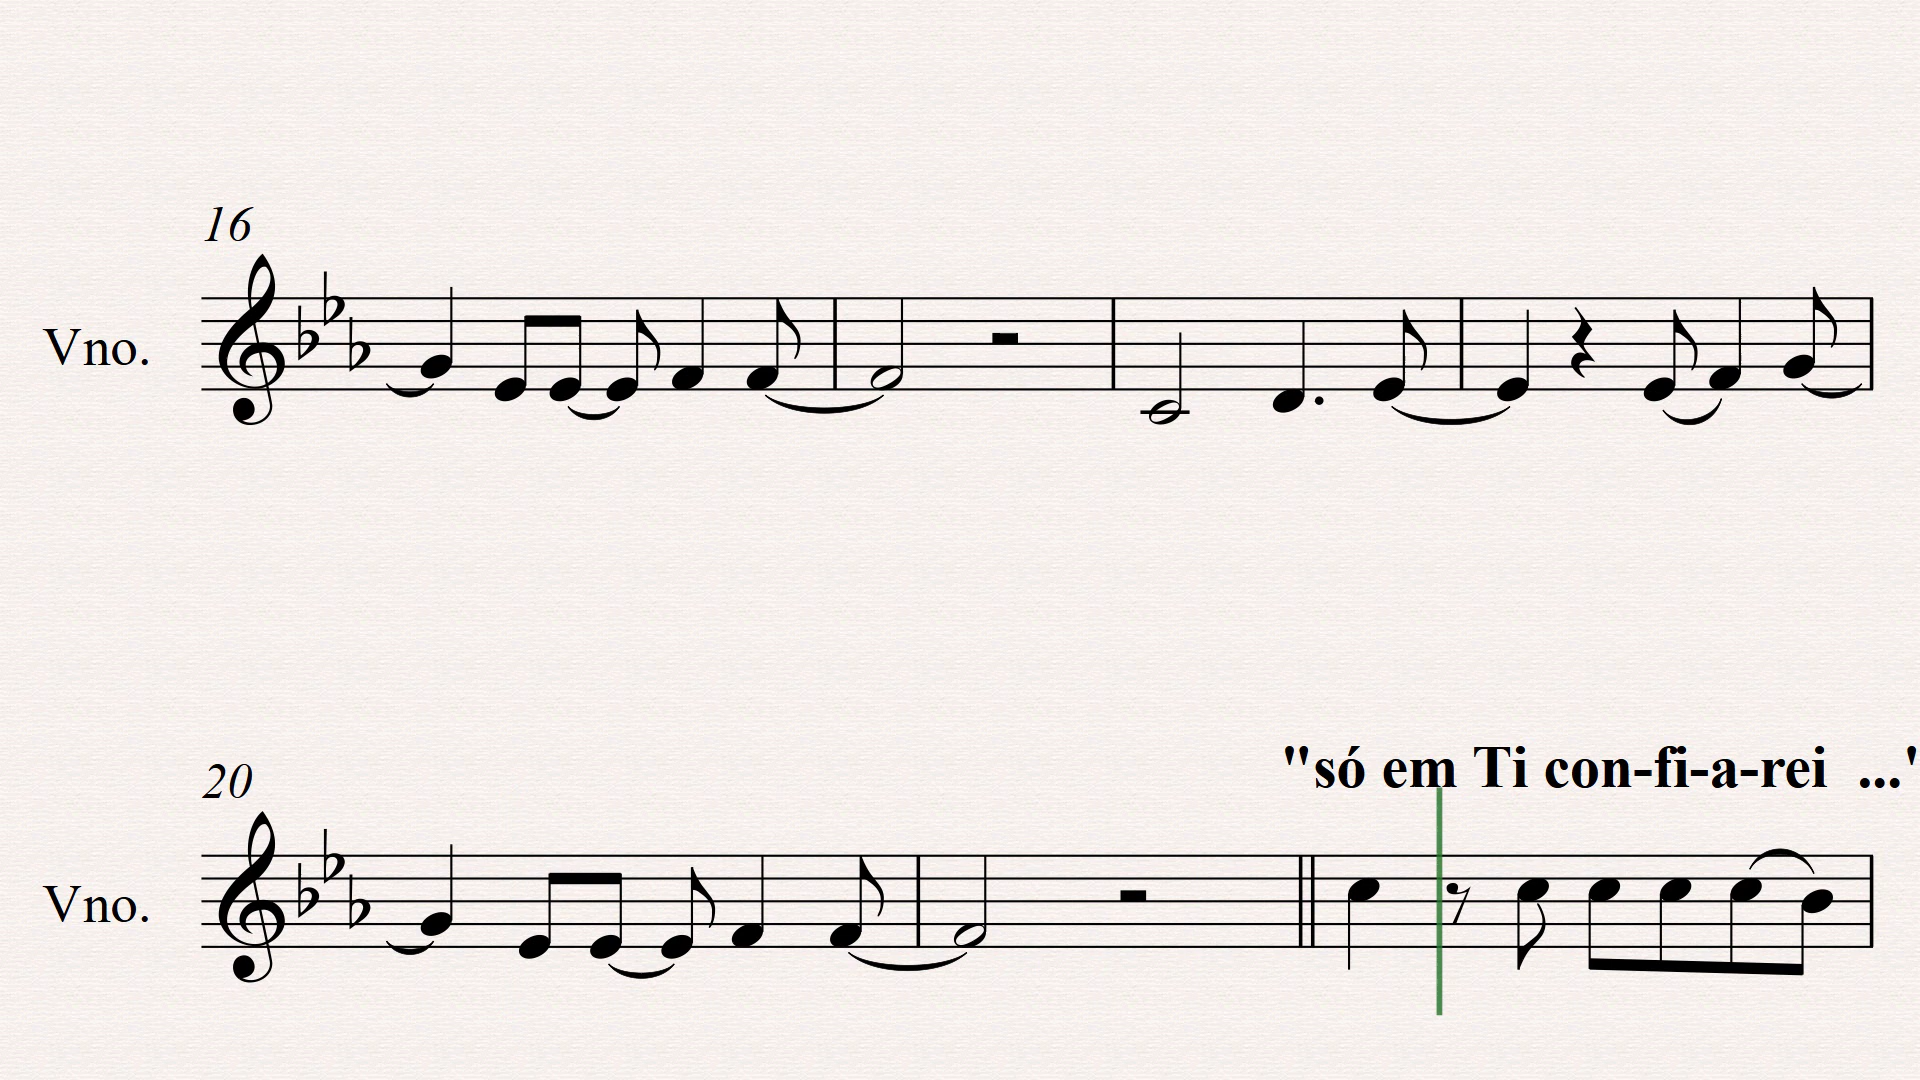 16
Vno.
"só em Ti con-fi-a-rei ...'
20
Vno.